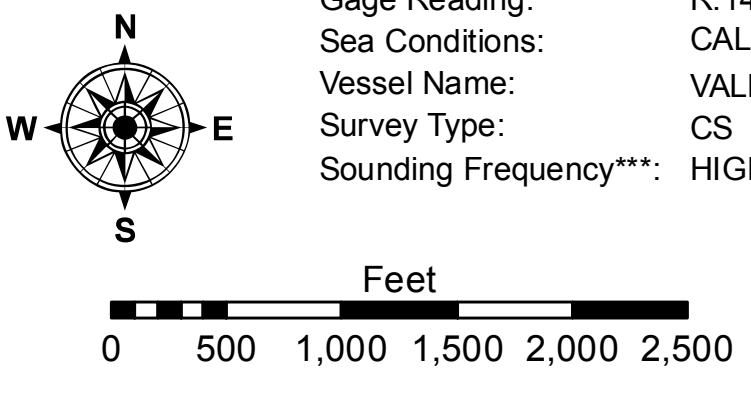 Gage Reading:
Sea Conditions:
Vessel Name:
Survey Type: CS
Sounding Frequency***:
N
W E
S
Feet
0 500 1,000 1,500 2,000 2,500